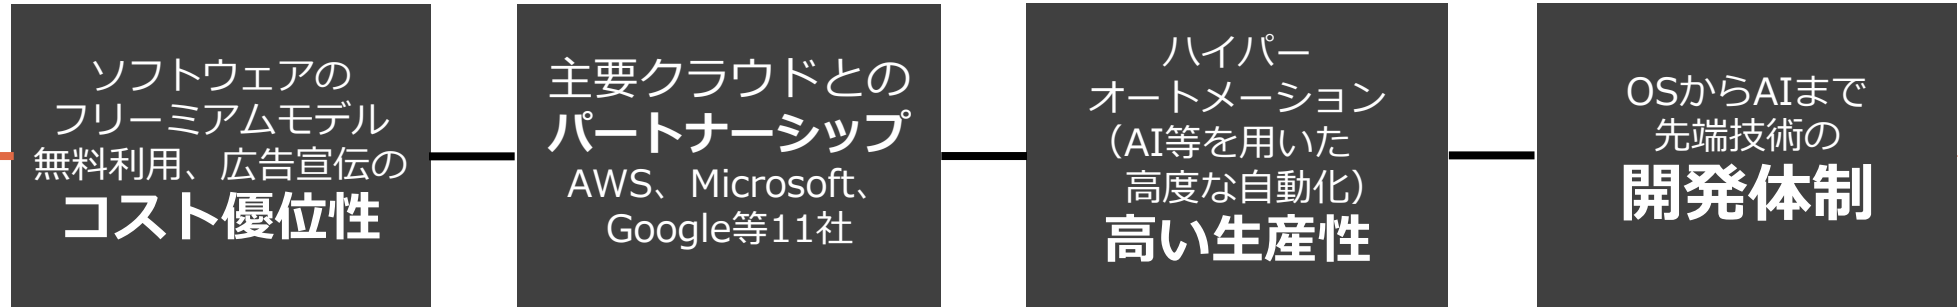 ソフトウェアの
フリーミアムモデル
無料利用、広告宣伝の
コスト優位性
主要クラウドとの
パートナーシップ
AWS、Microsoft、
Google等11社
ハイパー
オートメーション
（AI等を用いた
高度な自動化）
高い生産性
OSからAIまで
先端技術の
開発体制